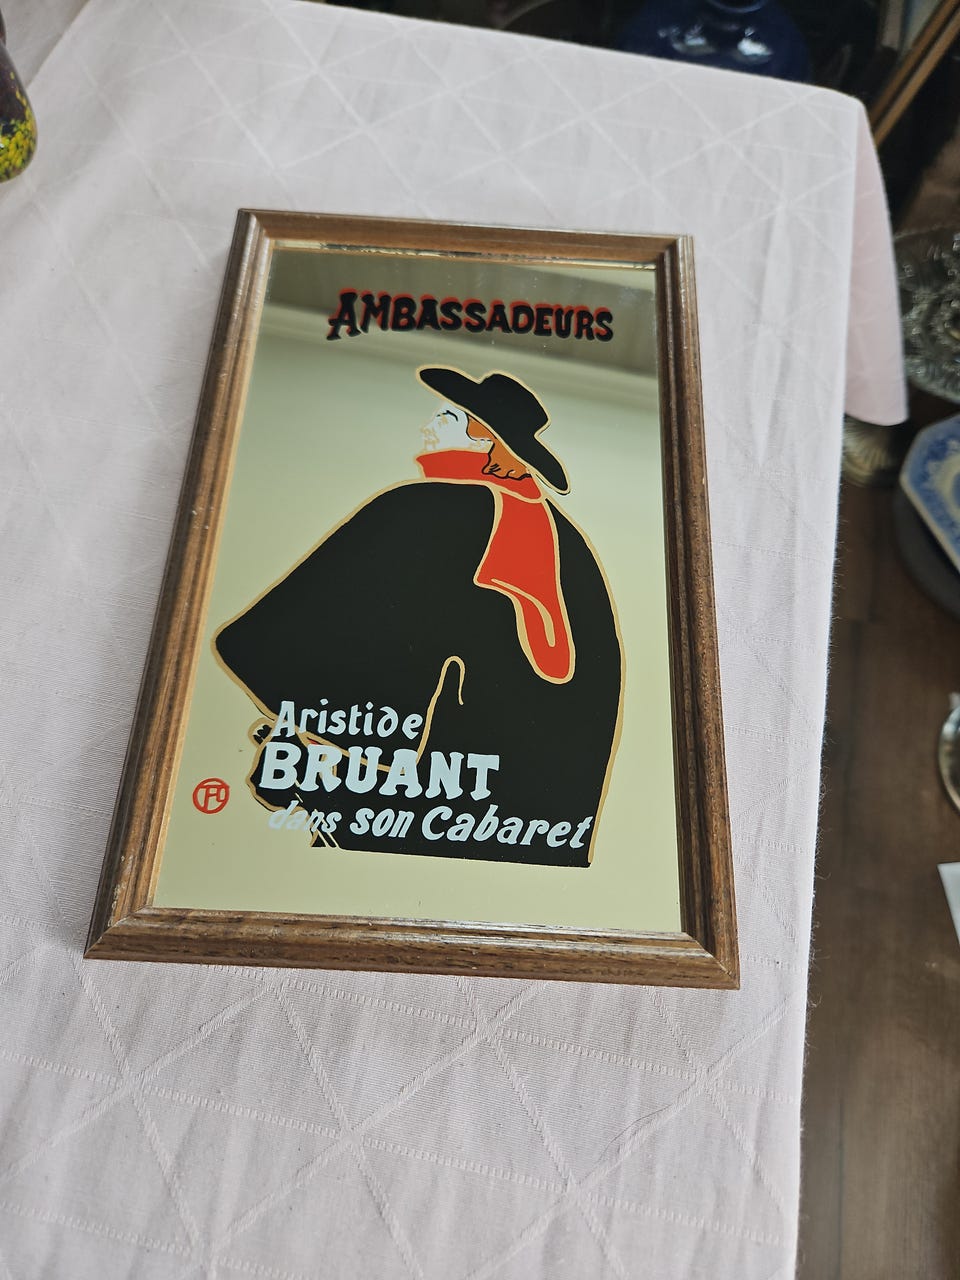 AMBASSADEURS
Aristide
BRUANT
dans son Cabaret